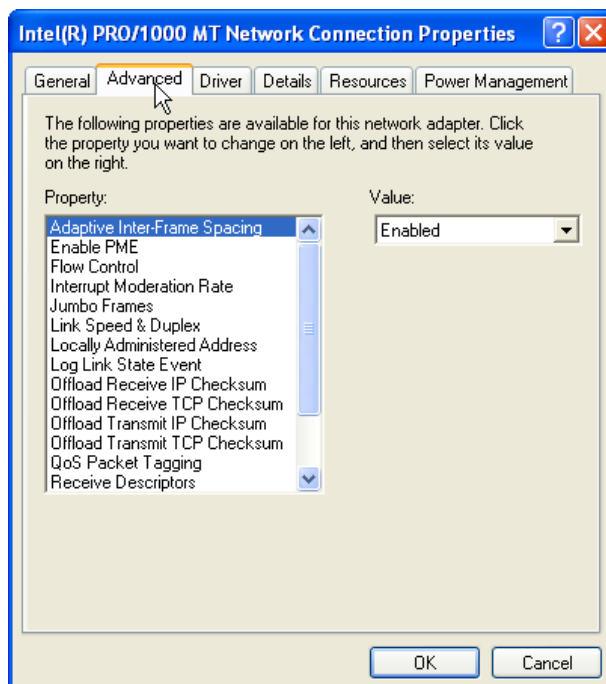 Intel(R) PRO/1000 MT Network Connection Properties
General Advanced Driver Details Resources Power Management
The following properties are available for this network adapter. Click
the property you want to change on the left, and then select its value
on the right.
Property:
Value:
Adaptive Inter-Frame Spacing
Enable PME
Flow Control
Interrupt Moderation Rate
Jumbo Frames
Link Speed & Duplex
Locally Administered Address
Log Link State Event
Offload Receive IP Checksum
Offload Receive TCP Checksum
Offload Transmit IP Checksum
Offload Transmit TCP Checksum
QoS Packet Tagging
Receive Descriptors
Enabled
OK Cancel